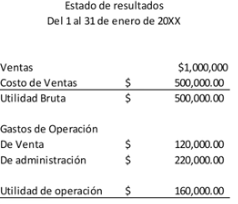 Estado de resultados
Del 1 al 31 de enero de 20XX
Ventas $1,000,000
Costo de Ventas $ 500,000.00
Utilidad Bruta $ 500,000.00
Gastos de Operación
De Venta $ 120,000.00
De administración $ 220,000.00
Utilidad de operación $ 160,000.00